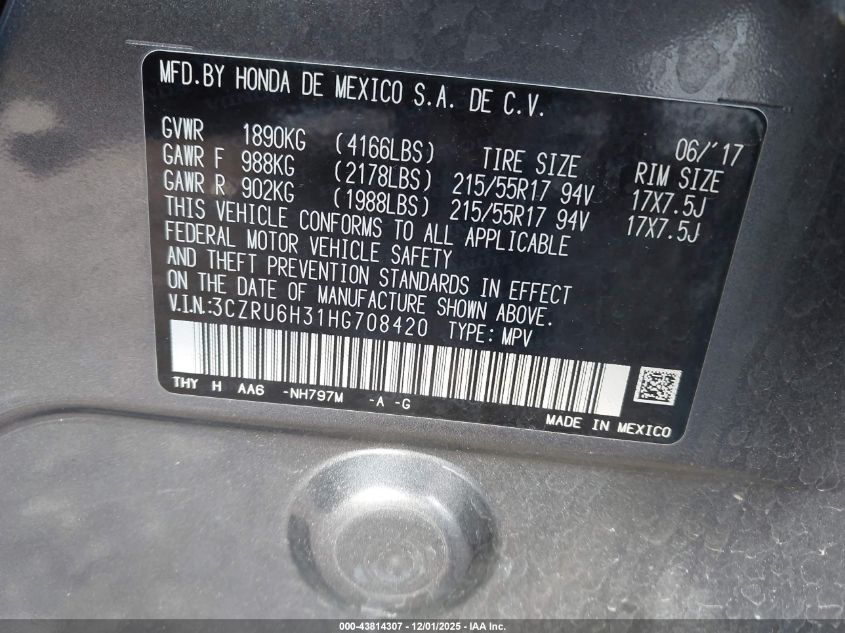 MFD.BY HONDA DE MEXICO S.A. DE C.V.
06/'17
GVWR 1890KG (4166LBS) TIRE SIZE RIM SIZE
GAWR F 988KG (2178LBS) 215/55R17 94V 17X7.5J
GAWR R 902KG (1988LBS) 215/55R17 94V 17X7.5J
THIS VEHICLE CONFORMS TO ALL APPLICABLE
FEDERAL MOTOR VEHICLE SAFETY
AND THEFT PREVENTION STANDARDS IN EFFECT
ON THE DATE OF MANUFACTURE SHOWN ABOVE.
V.I.N.:3CZRU6H31HG708420 TYPE: MPV
THY H AA6 -NH797M -A -G
MADE IN MEXICO
000-43814307 - 12/01/2025 - IAA Inc.